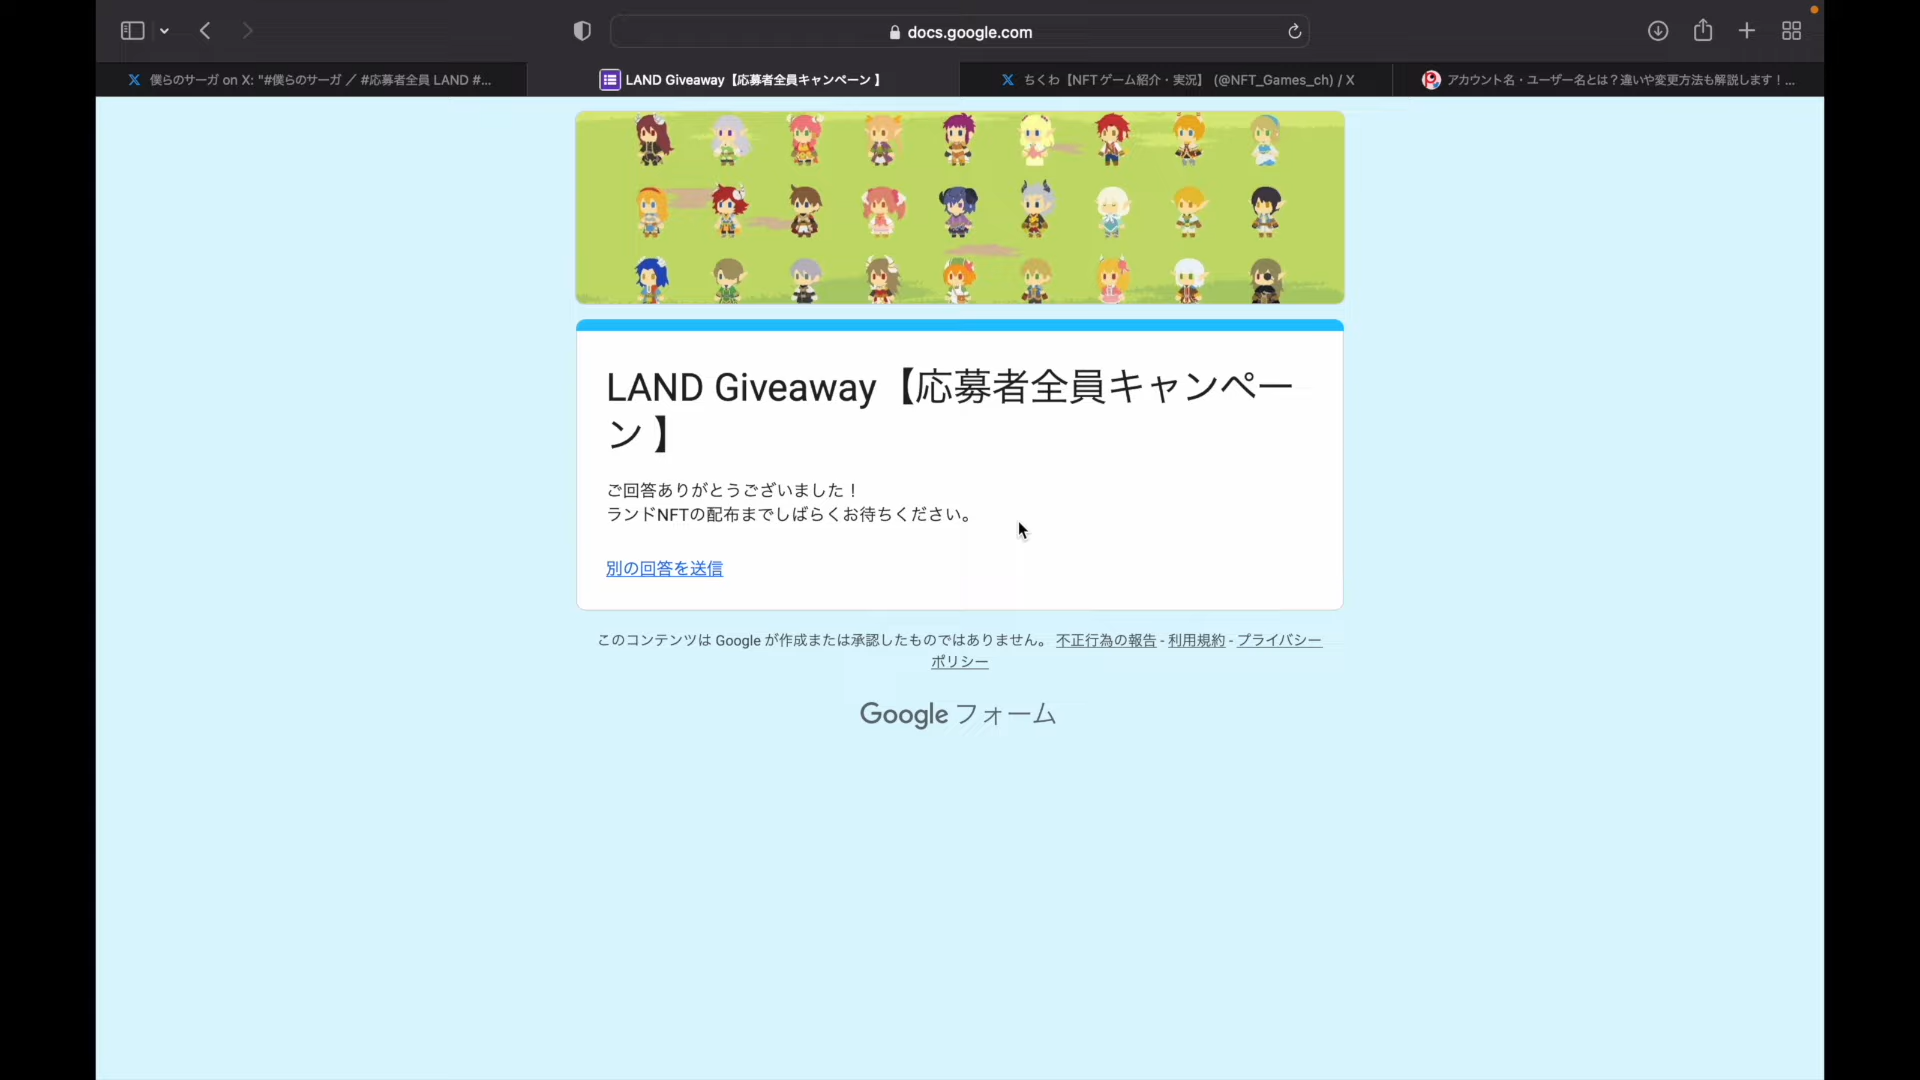 docs.google.com
僕らのサーガ on X: "#僕らのサーガ ／ #応募者全員 LAND #...
LAND Giveaway【応募者全員キャンペーン 】
ちくわ【NFTゲーム紹介・実況】 (@NFT_Games_ch) / X
アカウント名・ユーザー名とは？違いや変更方法も解説します！...
LAND Giveaway【応募者全員キャンペー
ン 】
ご回答ありがとうございました！
ランドNFTの配布までしばらくお待ちください。
別の回答を送信
このコンテンツは Google が作成または承認したものではありません。 不正行為の報告 - 利用規約 - プライバシー
ポリシー
Google フォーム